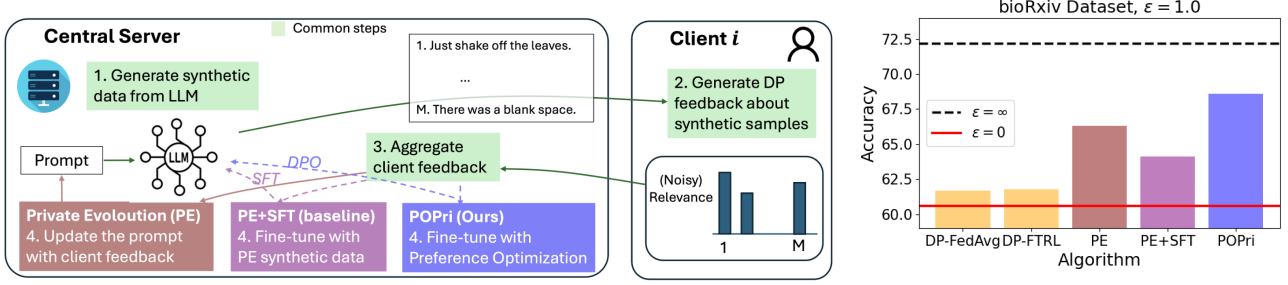 Central Server
Common steps
1. Generate synthetic
data from LLM
1. Just shake off the leaves.
...
M. There was a blank space.
Prompt
LLM
DPO
SFT
3. Aggregate
client feedback
Private Evoloution (PE)
4. Update the prompt
with client feedback
PE+SFT (baseline)
4. Fine-tune with
PE synthetic data
POPri (Ours)
4. Fine-tune with
Preference Optimization
Client i
2. Generate DP
feedback about
synthetic samples
(Noisy)
Relevance
1
M
bioRxiv Dataset, ε = 1.0
Accuracy
72.5
70.0
67.5
65.0
62.5
60.0
ε = ∞
ε = 0
DP-FedAvg
DP-FTRL
PE
PE+SFT
POPri
Algorithm